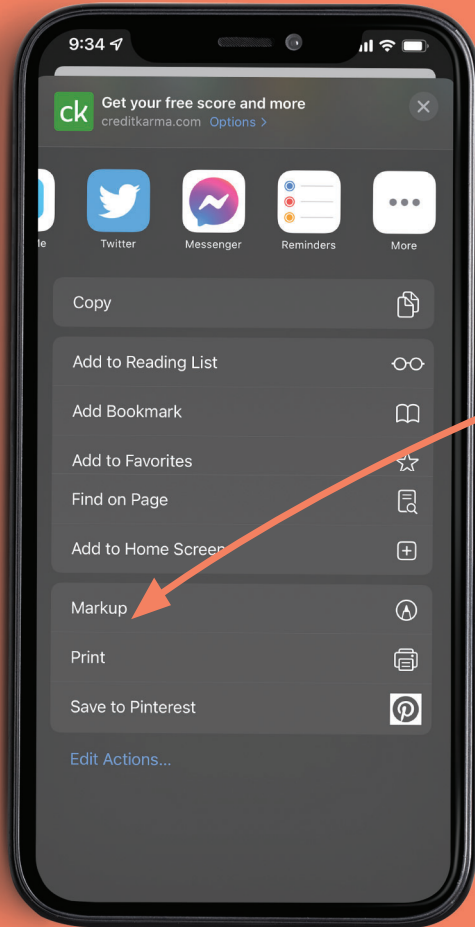 9:34
ck
Get your free score and more
creditkarma.com Options >
le
Twitter
Messenger
Reminders
More
Copy
Add to Reading List
Add Bookmark
Add to Favorites
Find on Page
Add to Home Screen
Markup
Print
Save to Pinterest
Edit Actions...